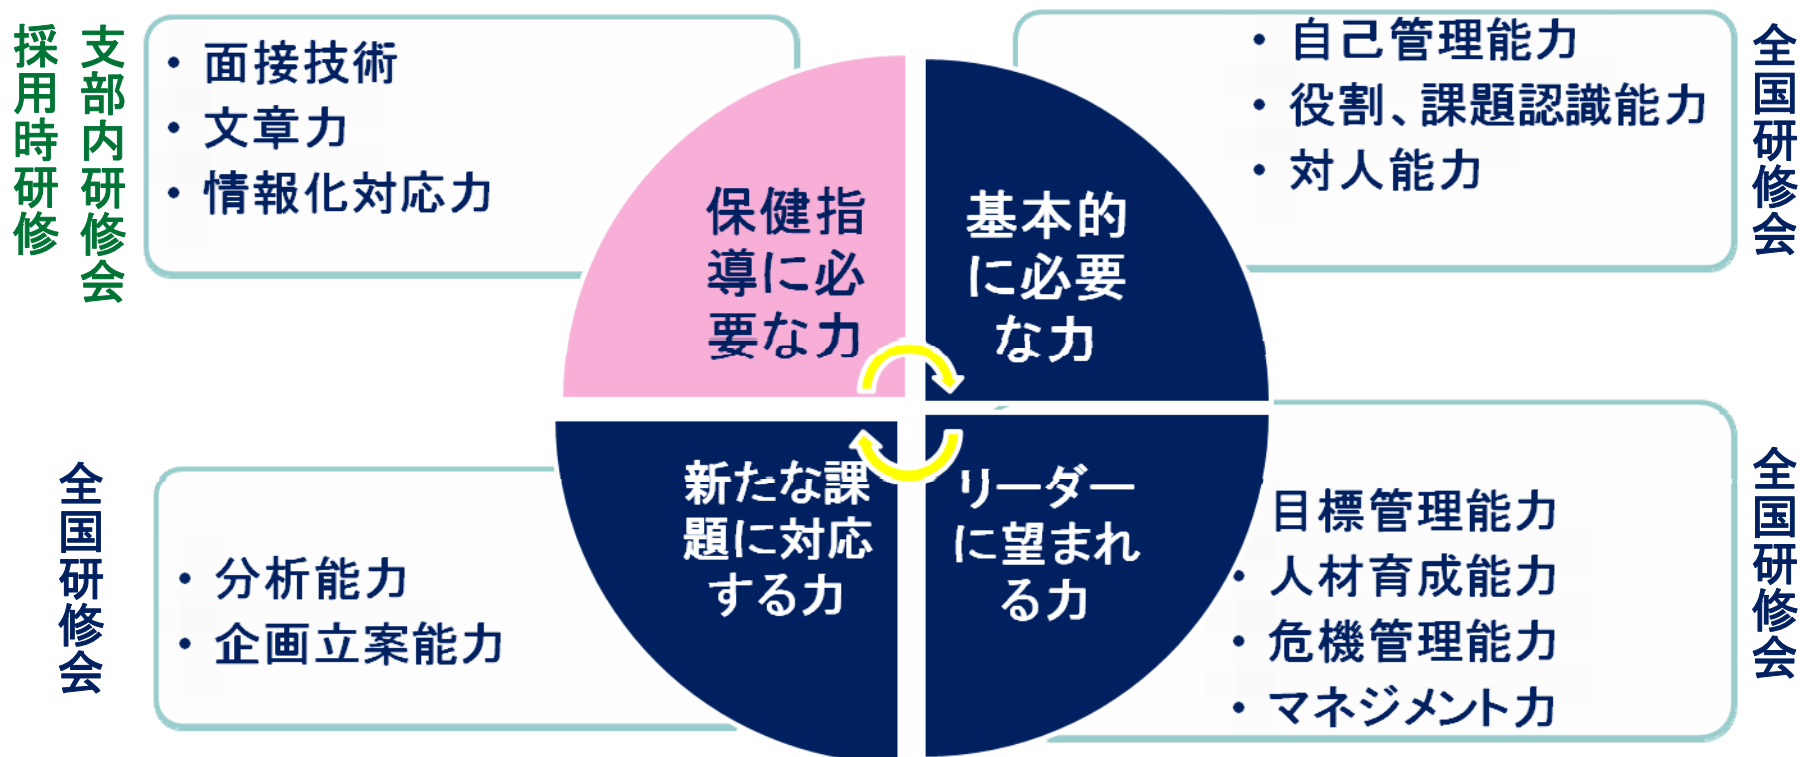 採用時研修
支部内研修会
・面接技術
・文章力
・情報化対応力
保健指
導に必
要な力
基本的
に必要
な力
・自己管理能力
・役割、課題認識能力
・対人能力
全国研修会
全国研修会
・分析能力
・企画立案能力
新たな課
題に対応
する力
リーダー
に望まれ
る力
目標管理能力
・人材育成能力
・危機管理能力
・マネジメント力
全国研修会